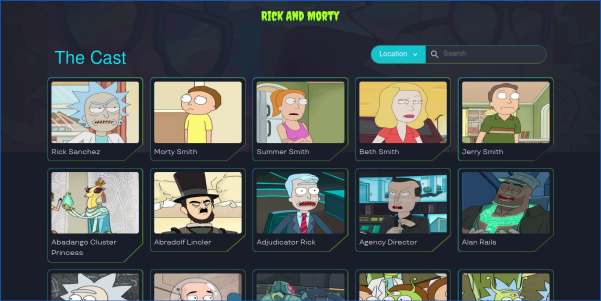 RICK AND MORTY
The Cast
Location
Search
Rick Sanchez
Morty Smith
Summer Smith
Beth Smith
Jerry Smith
Abadango Cluster
Princess
Abradolf Lincler
Adjudicator Rick
Agency Director
Alan Rails